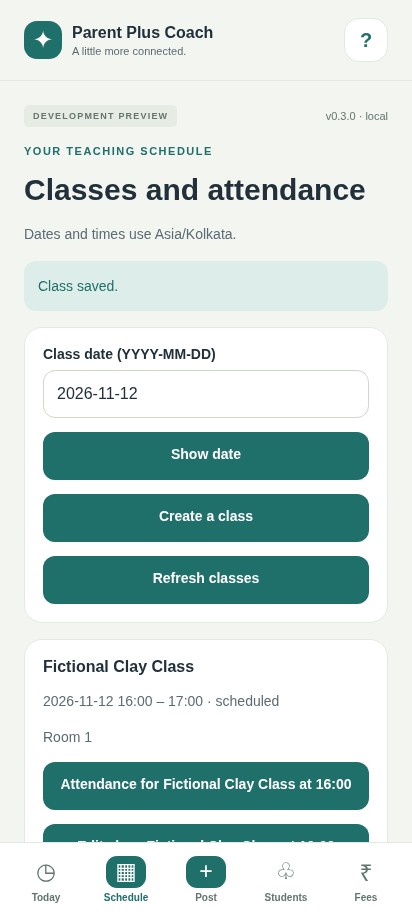 Parent Plus Coach
A little more connected.
?
DEVELOPMENT PREVIEW
v0.3.0 · local
YOUR TEACHING SCHEDULE
Classes and attendance
Dates and times use Asia/Kolkata.
Class saved.
Class date (YYYY-MM-DD)
2026-11-12
Show date
Create a class
Refresh classes
Fictional Clay Class
2026-11-12 16:00 – 17:00 · scheduled
Room 1
Attendance for Fictional Clay Class at 16:00
Today
Schedule
+
Post
Students
₹
Fees